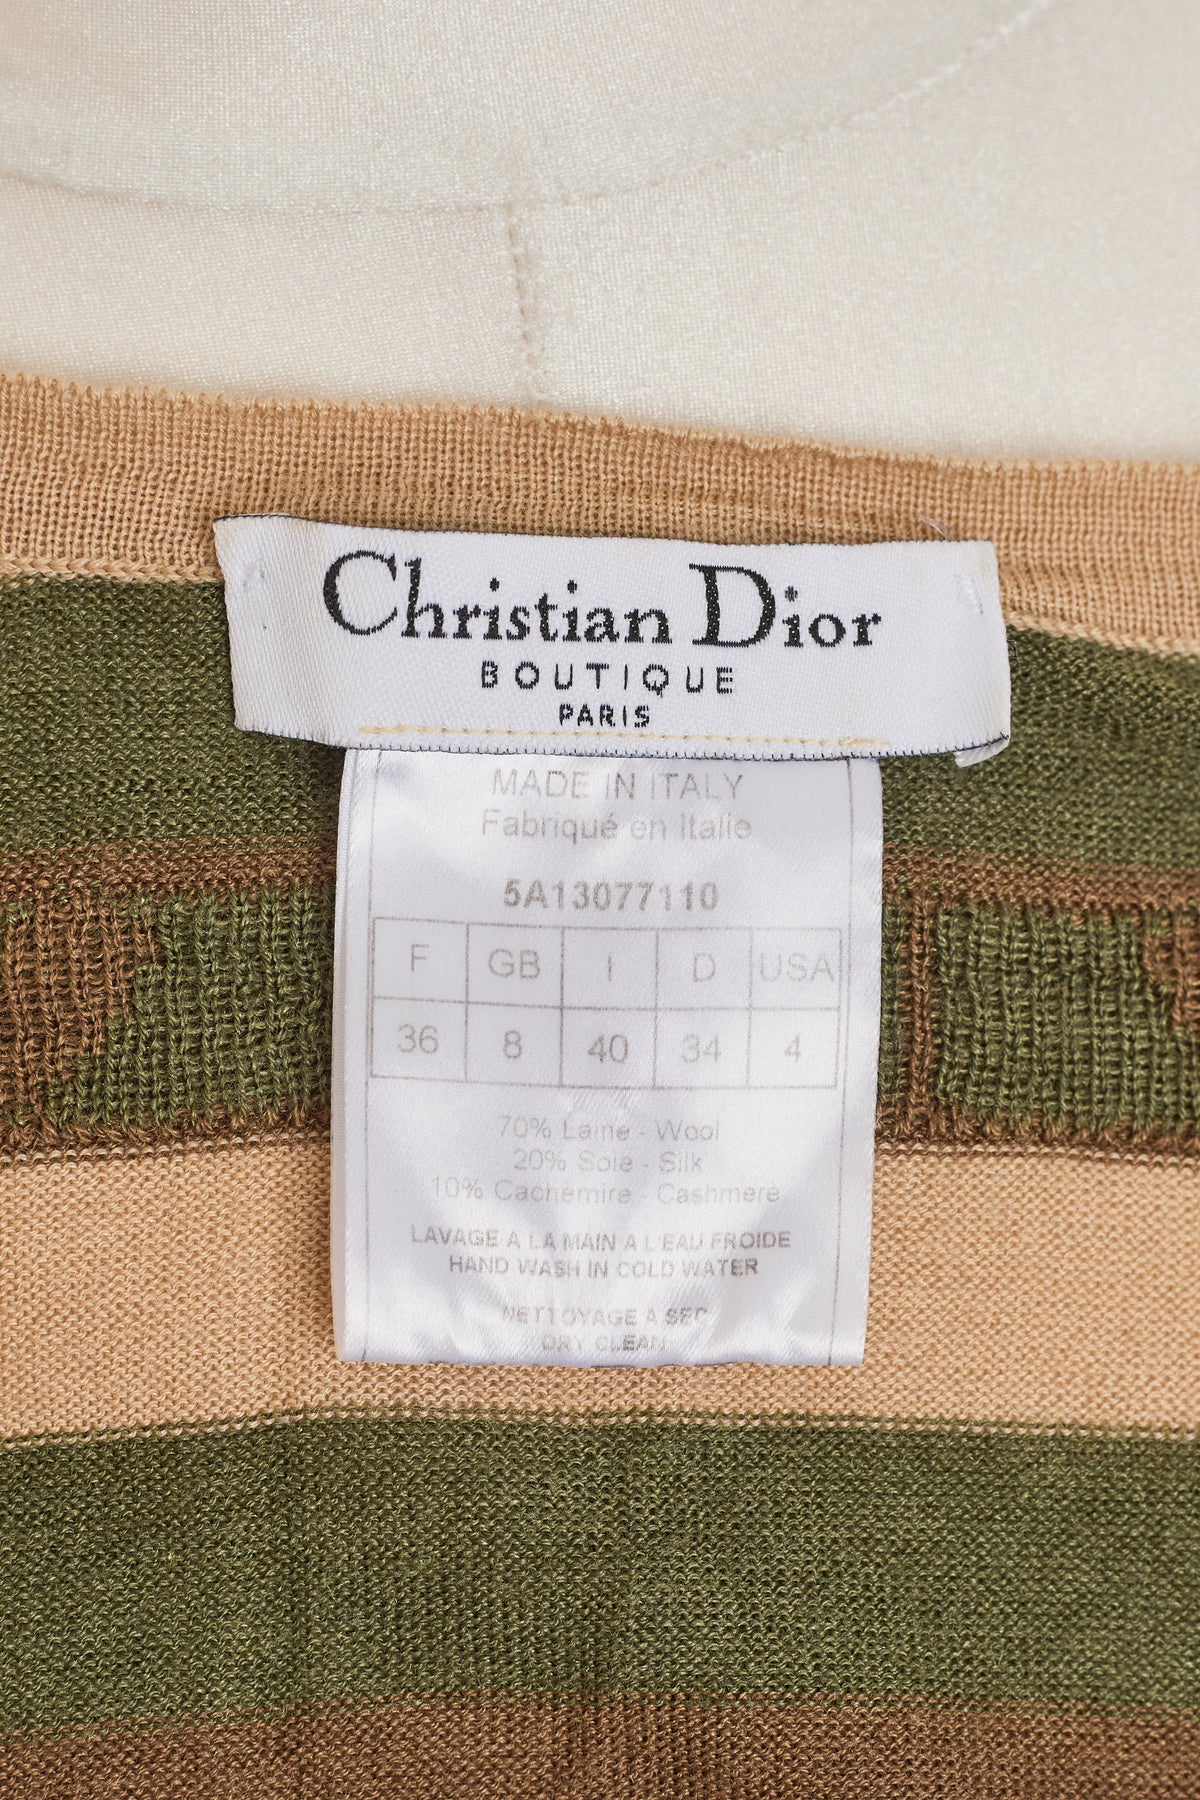 Christian Dior
BOUTIQUE
PARIS
MADE IN ITALY
Fabriqué en Italie
5A13077110
F GB I D USA
36 8 40 34 4
70% Laine - Wool
20% Soie - Silk
10% Cachemire - Cashmere
LAVAGE A LA MAIN A L'EAU FROIDE
HAND WASH IN COLD WATER
NETTOYAGE A SEC
DRY CLEAN